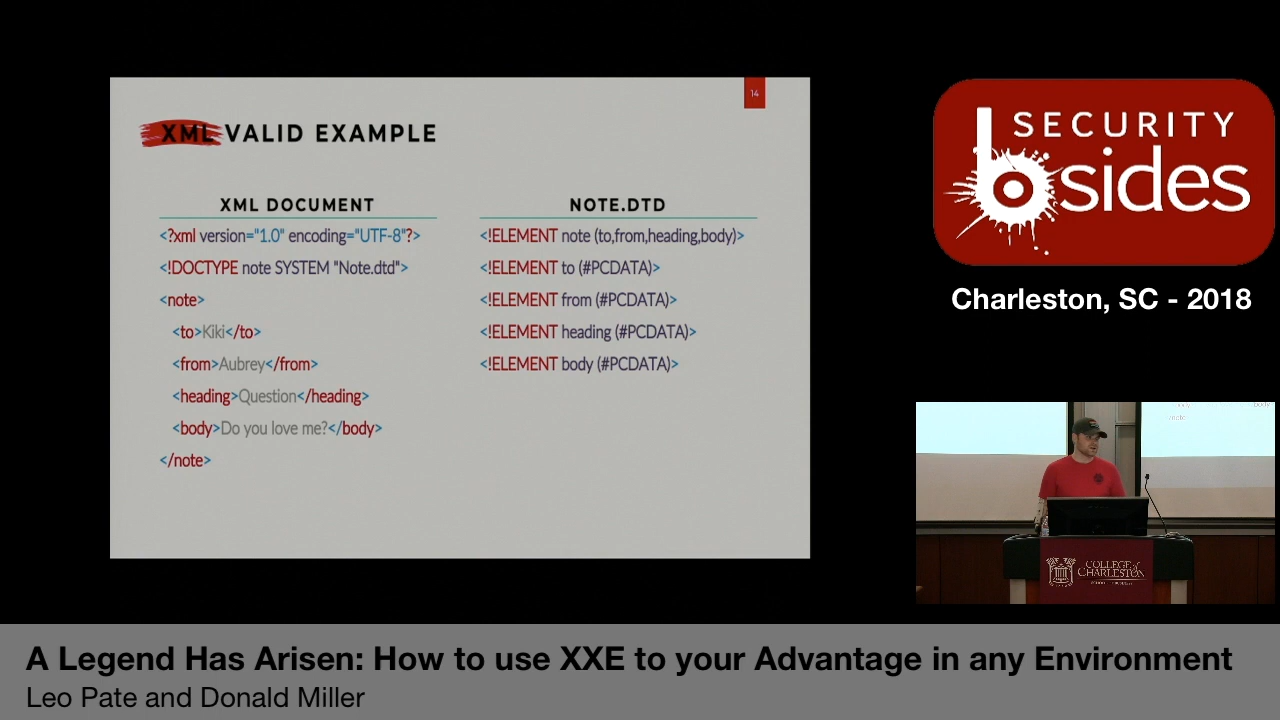 14
XML VALID EXAMPLE
XML DOCUMENT
<?xml version="1.0" encoding="UTF-8"?>
<!DOCTYPE note SYSTEM "Note.dtd">
<note>
<to>Kiki</to>
<from>Aubrey</from>
<heading>Question</heading>
<body>Do you love me?</body>
</note>
NOTE.DTD
<!ELEMENT note (to,from,heading,body)>
<!ELEMENT to (#PCDATA)>
<!ELEMENT from (#PCDATA)>
<!ELEMENT heading (#PCDATA)>
<!ELEMENT body (#PCDATA)>
SECURITY
bsides
Charleston, SC - 2018
COLLEGE of
CHARLESTON
A Legend Has Arisen: How to use XXE to your Advantage in any Environment
Leo Pate and Donald Miller